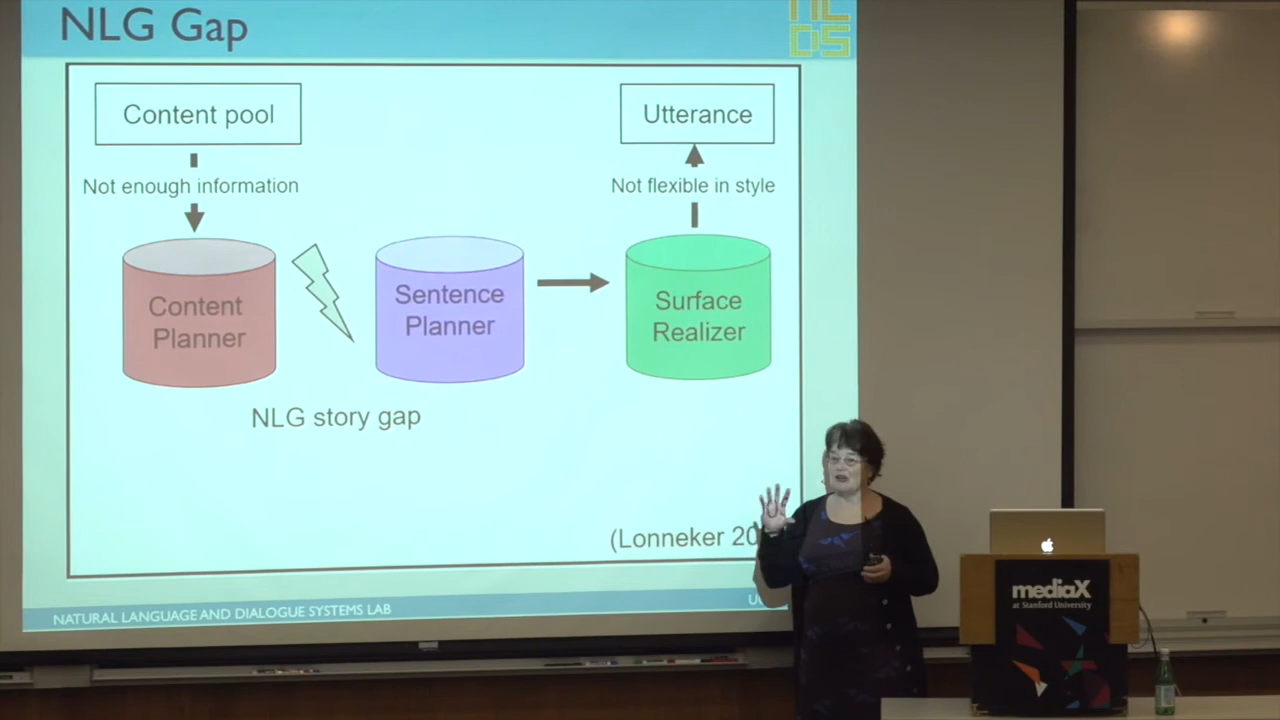 NLG Gap
NLDS
Content pool
Utterance
Not enough information
Not flexible in style
Content
Planner
Sentence
Planner
Surface
Realizer
NLG story gap
(Lonneker
NATURAL LANGUAGE AND DIALOGUE SYSTEMS LAB
mediaX
at Stanford University